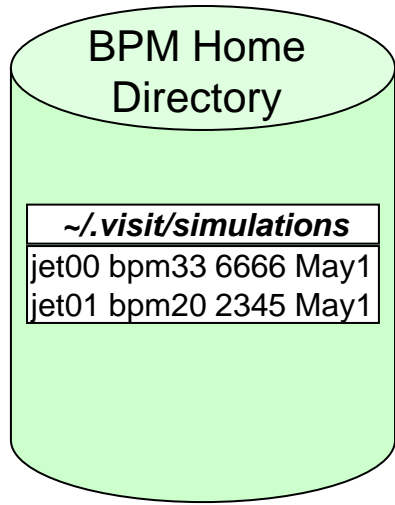 BPM Home
Directory
~/.visit/simulations
jet00 bpm33 6666 May1
jet01 bpm20 2345 May1